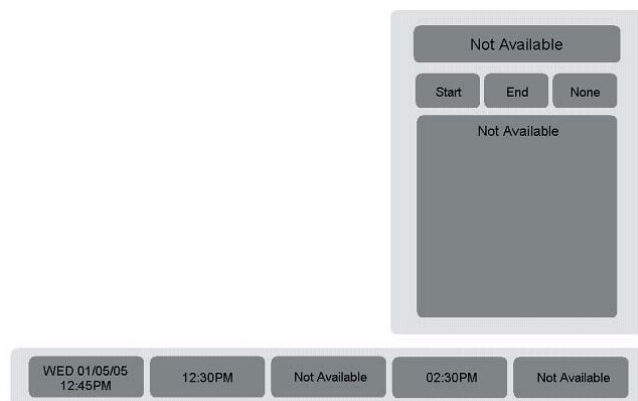 Not Available
Start End None
Not Available
WED 01/05/05
12:45PM
12:30PM
Not Available
02:30PM
Not Available